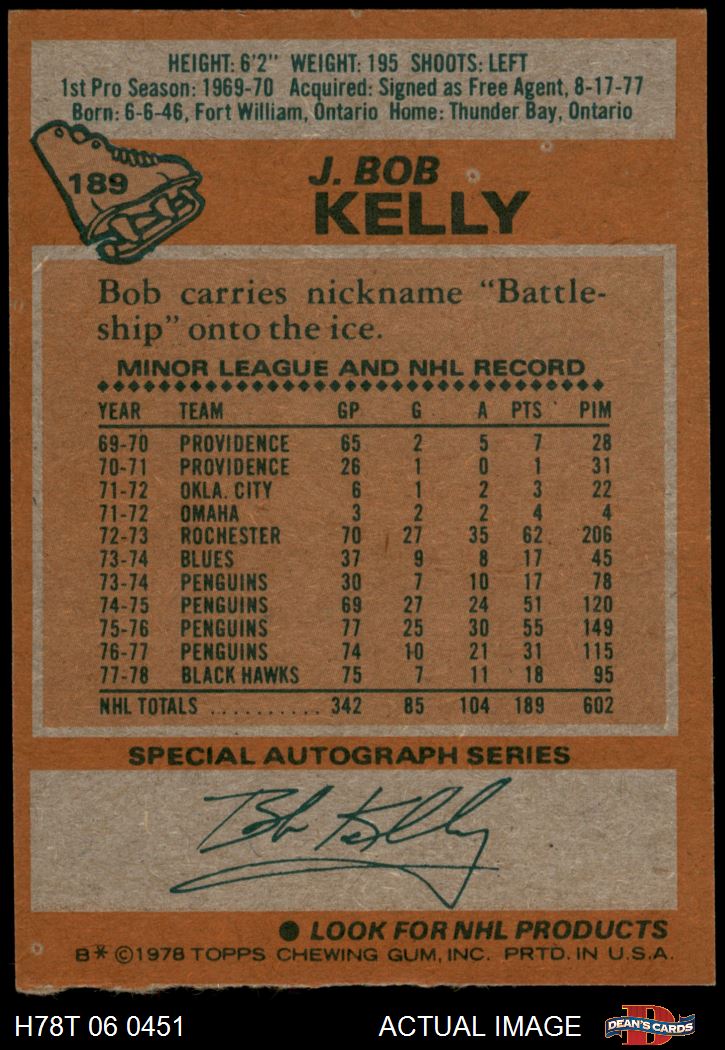 HEIGHT: 6'2" WEIGHT: 195 SHOOTS: LEFT
1st Pro Season: 1969-70 Acquired: Signed as Free Agent, 8-17-77
Born: 6-6-46, Fort William, Ontario Home: Thunder Bay, Ontario
189
J. BOB
KELLY
Bob carries nickname "Battle-
ship" onto the ice.
MINOR LEAGUE AND NHL RECORD
YEAR TEAM GP G A PTS PIM
69-70 PROVIDENCE 65 2 5 7 28
70-71 PROVIDENCE 26 1 0 1 31
71-72 OKLA. CITY 6 1 2 3 22
71-72 OMAHA 3 2 2 4 4
72-73 ROCHESTER 70 27 35 62 206
73-74 BLUES 37 9 8 17 45
73-74 PENGUINS 30 7 10 17 78
74-75 PENGUINS 69 27 24 51 120
75-76 PENGUINS 77 25 30 55 149
76-77 PENGUINS 74 10 21 31 115
77-78 BLACK HAWKS 75 7 11 18 95
NHL TOTALS .......... 342 85 104 189 602
SPECIAL AUTOGRAPH SERIES
Bob Kelly
● LOOK FOR NHL PRODUCTS
B* ©1978 TOPPS CHEWING GUM, INC. PRTD. IN U.S.A.
H78T 06 0451 ACTUAL IMAGE
DEAN'S CARDS